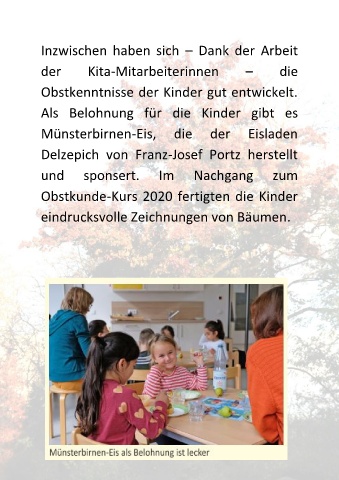 Inzwischen haben sich – Dank der Arbeit
der Kita-Mitarbeiterinnen – die
Obstkenntnisse der Kinder gut entwickelt.
Als Belohnung für die Kinder gibt es
Münsterbirnen-Eis, die der Eisladen
Delzepich von Franz-Josef Portz herstellt
und sponsert. Im Nachgang zum
Obstkunde-Kurs 2020 fertigten die Kinder
eindrucksvolle Zeichnungen von Bäumen.
Münsterbirnen-Eis als Belohnung ist lecker